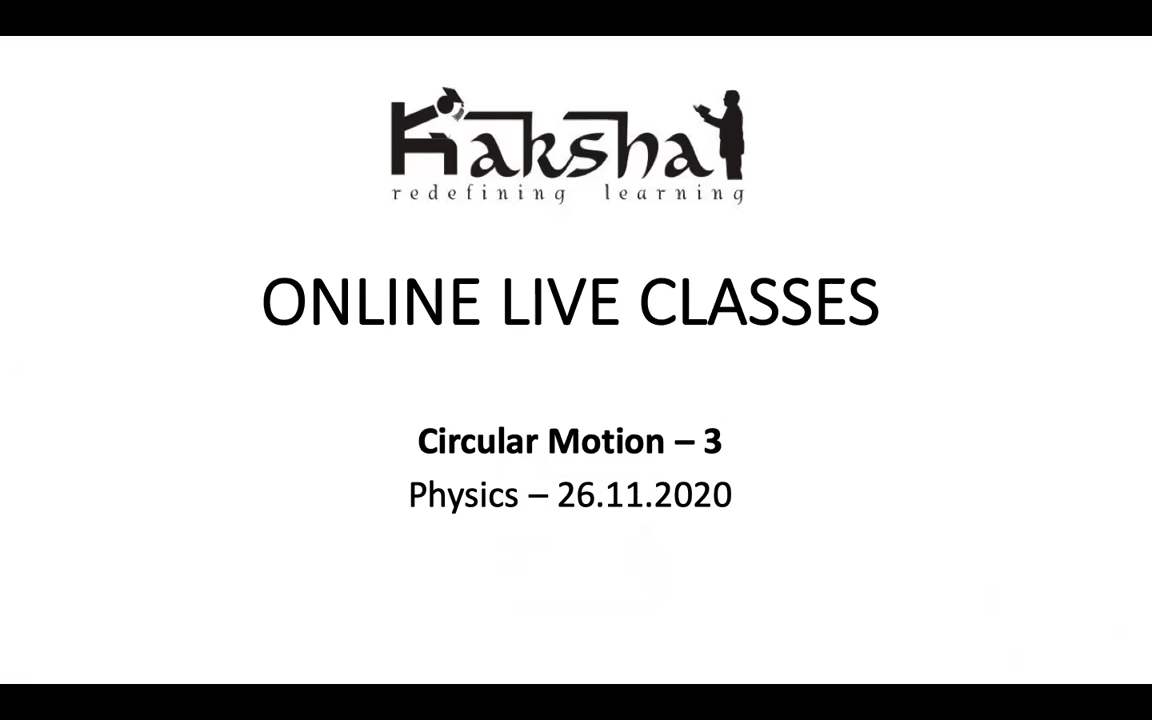 Kaksha
redefining learning
ONLINE LIVE CLASSES
Circular Motion – 3
Physics – 26.11.2020